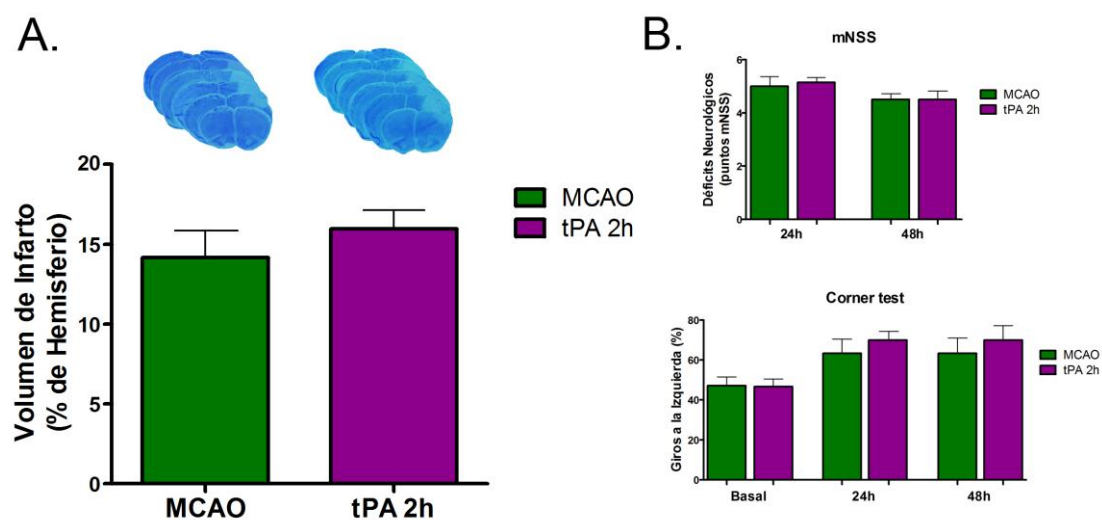 A.
20
15
10
5
0
Volumen de Infarto
(% de Hemisferio)
MCAO
tPA 2h
MCAO
tPA 2h
B.
mNSS
6
4
2
0
Déficits Neurológicos
(puntos mNSS)
24h
48h
MCAO
tPA 2h
Corner test
80
60
40
20
0
Giros a la Izquierda (%)
Basal
24h
48h
MCAO
tPA 2h